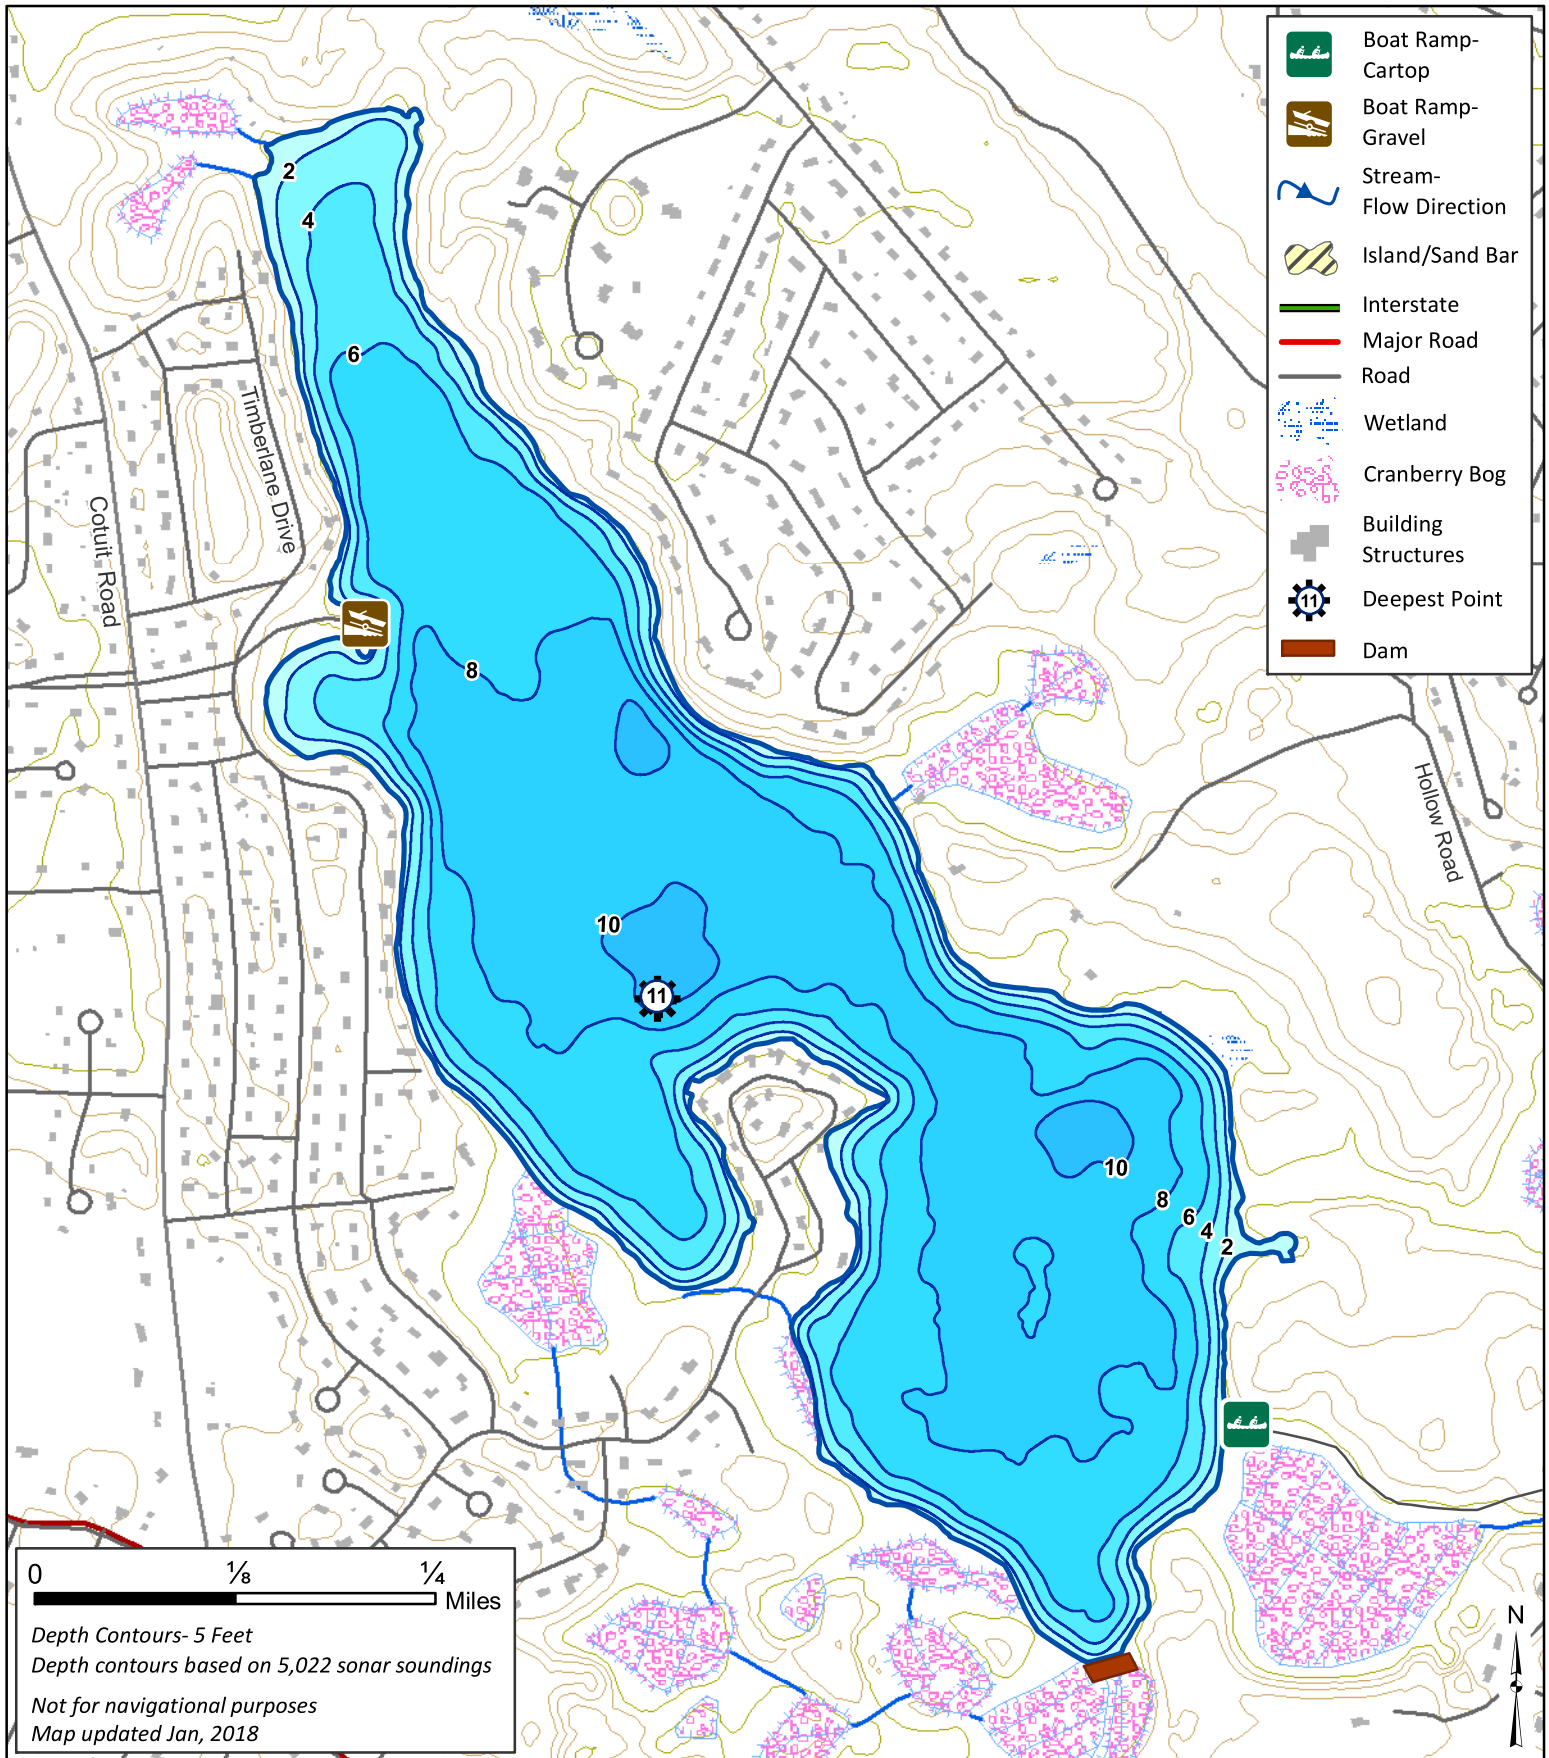 Boat Ramp-
Cartop
Boat Ramp-
Gravel
Stream-
Flow Direction
Island/Sand Bar
Interstate
Major Road
Road
Wetland
Cranberry Bog
Building
Structures
11
Deepest Point
Dam
2
4
6
Timberlane Drive
Cotuit Road
8
Hollow Road
10
11
10
8
6
4
2
0 ⅛ ¼
Miles
Depth Contours- 5 Feet
Depth contours based on 5,022 sonar soundings
Not for navigational purposes
Map updated Jan, 2018
N